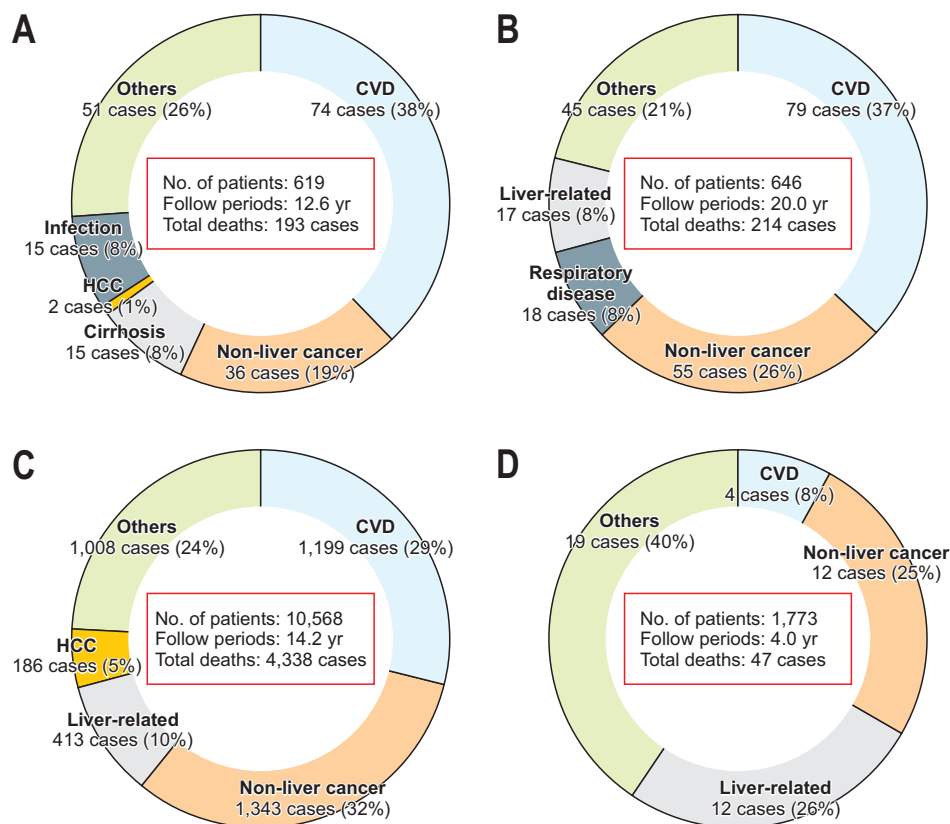 A
Others
51 cases (26%)
CVD
74 cases (38%)
No. of patients: 619
Follow periods: 12.6 yr
Total deaths: 193 cases
Infection
15 cases (8%)
HCC
2 cases (1%)
Cirrhosis
15 cases (8%)
Non-liver cancer
36 cases (19%)
B
Others
45 cases (21%)
CVD
79 cases (37%)
Liver-related
17 cases (8%)
No. of patients: 646
Follow periods: 20.0 yr
Total deaths: 214 cases
Respiratory
disease
18 cases (8%)
Non-liver cancer
55 cases (26%)
C
Others
1,008 cases (24%)
CVD
1,199 cases (29%)
No. of patients: 10,568
Follow periods: 14.2 yr
Total deaths: 4,338 cases
HCC
186 cases (5%)
Liver-related
413 cases (10%)
Non-liver cancer
1,343 cases (32%)
D
CVD
4 cases (8%)
Others
19 cases (40%)
Non-liver cancer
12 cases (25%)
No. of patients: 1,773
Follow periods: 4.0 yr
Total deaths: 47 cases
Liver-related
12 cases (26%)